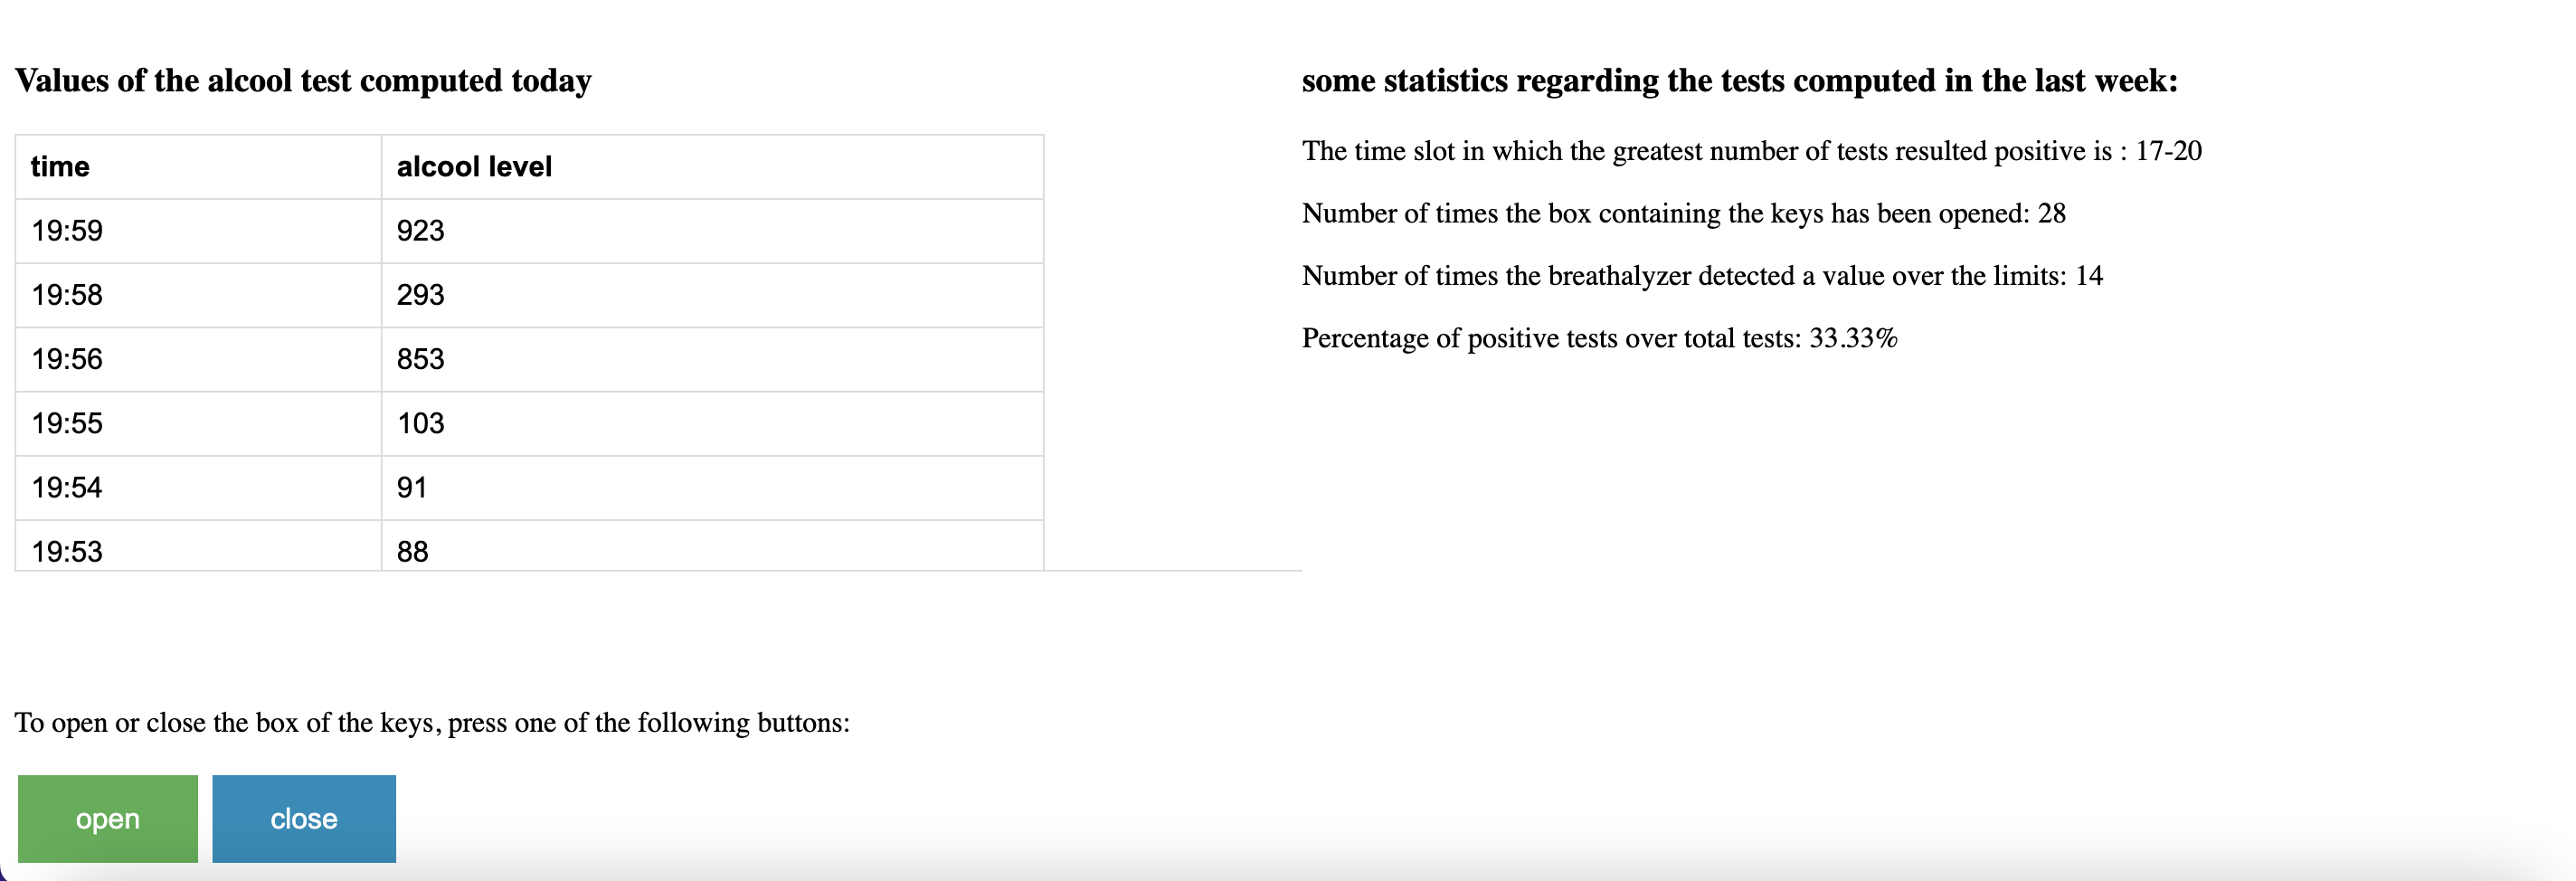 Values of the alcool test computed today
time alcool level
19:59 923
19:58 293
19:56 853
19:55 103
19:54 91
19:53 88
some statistics regarding the tests computed in the last week:
The time slot in which the greatest number of tests resulted positive is : 17-20
Number of times the box containing the keys has been opened: 28
Number of times the breathalyzer detected a value over the limits: 14
Percentage of positive tests over total tests: 33.33%
To open or close the box of the keys, press one of the following buttons:
open close